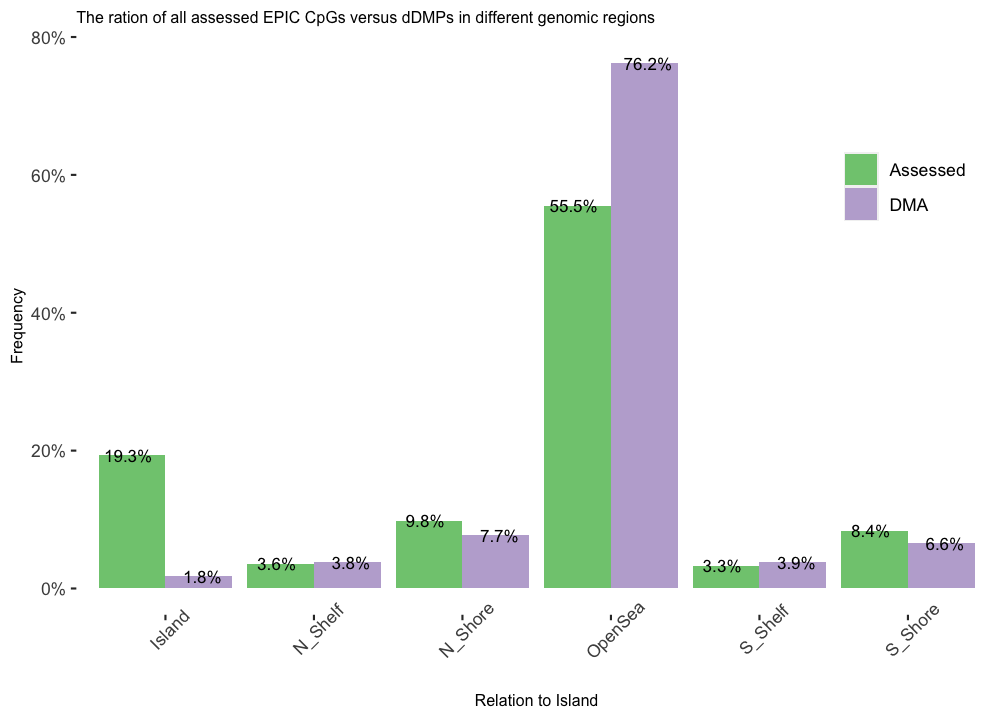 The ration of all assessed EPIC CpGs versus dDMPs in different genomic regions
80%
60%
40%
20%
0%
Frequency
76.2%
55.5%
19.3%
1.8%
3.6%
3.8%
9.8%
7.7%
3.3%
3.9%
8.4%
6.6%
Assessed
DMA
Island
N_Shelf
N_Shore
OpenSea
S_Shelf
S_Shore
Relation to Island